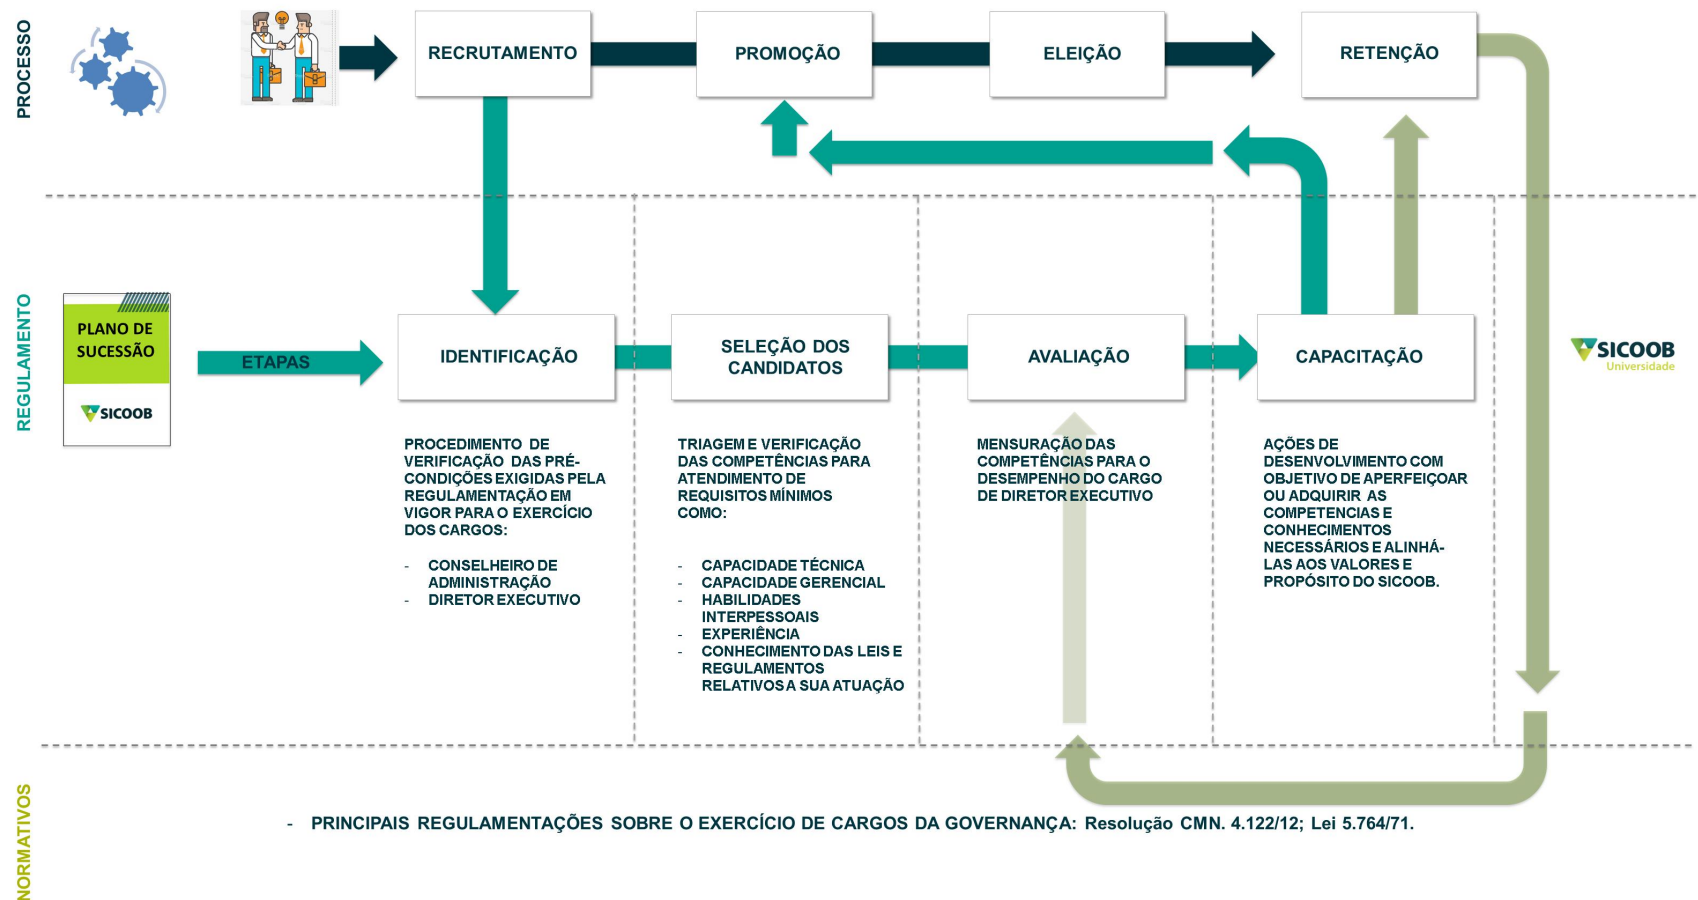 PROCESSO
RECRUTAMENTO
PROMOÇÃO
ELEIÇÃO
RETENÇÃO
REGULAMENTO
PLANO DE
SUCESSÃO
SICOOB
ETAPAS
IDENTIFICAÇÃO
SELEÇÃO DOS
CANDIDATOS
AVALIAÇÃO
CAPACITAÇÃO
SICOOB
Universidade
PROCEDIMENTO DE
VERIFICAÇÃO DAS PRÉ-
CONDIÇÕES EXIGIDAS PELA
REGULAMENTAÇÃO EM
VIGOR PARA O EXERCÍCIO
DOS CARGOS:
- CONSELHEIRO DE
ADMINISTRAÇÃO
- DIRETOR EXECUTIVO
TRIAGEM E VERIFICAÇÃO
DAS COMPETÊNCIAS PARA
ATENDIMENTO DE
REQUISITOS MÍNIMOS
COMO:
- CAPACIDADE TÉCNICA
- CAPACIDADE GERENCIAL
- HABILIDADES
INTERPESSOAIS
- EXPERIÊNCIA
- CONHECIMENTO DAS LEIS E
REGULAMENTOS
RELATIVOS A SUA ATUAÇÃO
MENSURAÇÃO DAS
COMPETÊNCIAS PARA O
DESEMPENHO DO CARGO
DE DIRETOR EXECUTIVO
AÇÕES DE
DESENVOLVIMENTO COM
OBJETIVO DE APERFEIÇOAR
OU ADQUIRIR AS
COMPETENCIAS E
CONHECIMENTOS
NECESSÁRIOS E ALINHÁ-
LAS AOS VALORES E
PROPÓSITO DO SICOOB.
NORMATIVOS
- PRINCIPAIS REGULAMENTAÇÕES SOBRE O EXERCÍCIO DE CARGOS DA GOVERNANÇA: Resolução CMN. 4.122/12; Lei 5.764/71.